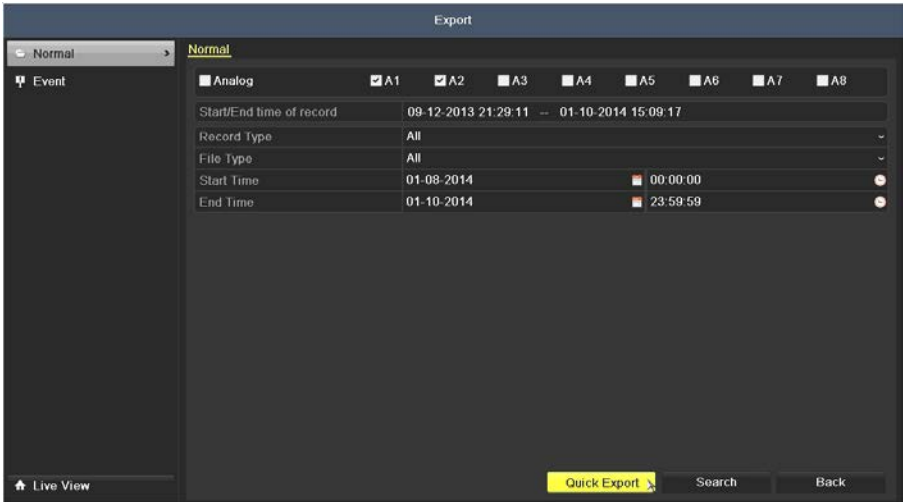 Export
Normal
Event
Normal
Analog A1 A2 A3 A4 A5 A6 A7 A8
Start/End time of record 09-12-2013 21:29:11 -- 01-10-2014 15:09:17
Record Type All
File Type All
Start Time 01-08-2014 00:00:00
End Time 01-10-2014 23:59:59
Live View
Quick Export Search Back